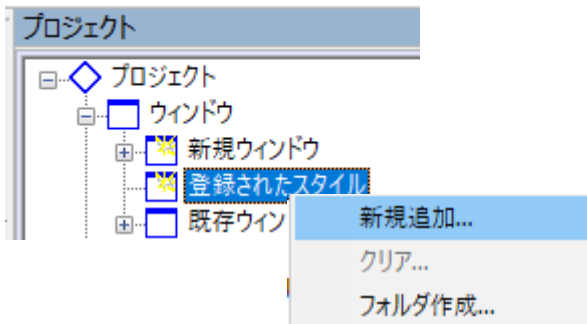 プロジェクト
プロジェクト
ウィンドウ
新規ウィンドウ
登録されたスタイル
既存ウィン
新規追加...
クリア...
フォルダ作成...